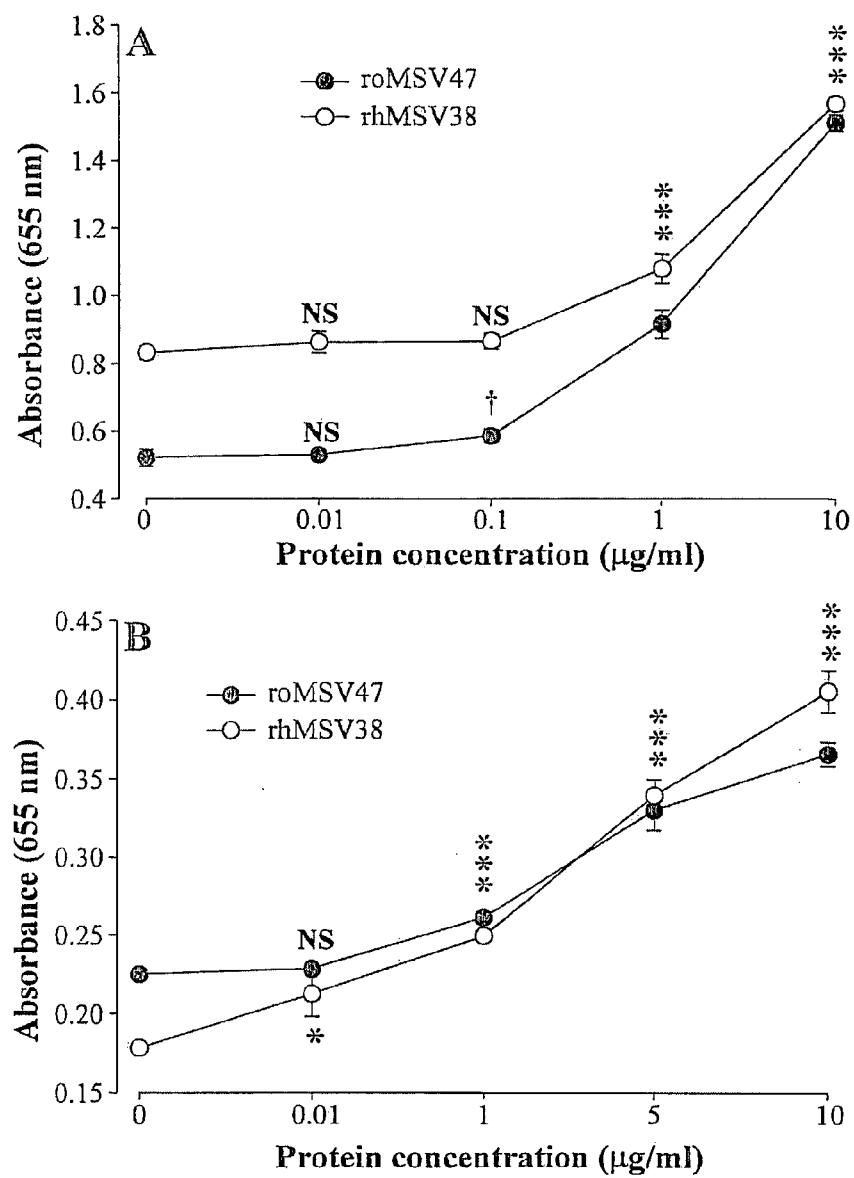 A
1.8
1.6
1.4
1.2
1.0
0.8
0.6
0.4
Absorbance (655 nm)
roMSV47
rhMSV38
NS
NS
NS
†
***
***
0
0.01
0.1
1
10
Protein concentration (μg/ml)
B
0.45
0.40
0.35
0.30
0.25
0.20
0.15
Absorbance (655 nm)
roMSV47
rhMSV38
NS
*
***
***
***
0
0.01
1
5
10
Protein concentration (μg/ml)